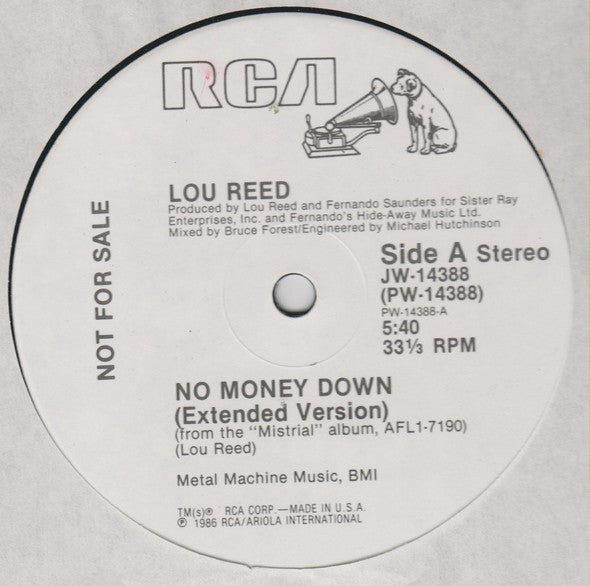 RCA
LOU REED
Produced by Lou Reed and Fernando Saunders for Sister Ray
Enterprises, Inc. and Fernando's Hide-Away Music Ltd.
Mixed by Bruce Forest/Engineered by Michael Hutchinson
NOT FOR SALE
Side A Stereo
JW-14388
(PW-14388)
PW-14388-A
5:40
33⅓ RPM
NO MONEY DOWN
(Extended Version)
(from the "Mistrial" album, AFL1-7190)
(Lou Reed)
Metal Machine Music, BMI
TM(s)® RCA CORP.—MADE IN U.S.A.
℗ 1986 RCA/ARIOLA INTERNATIONAL